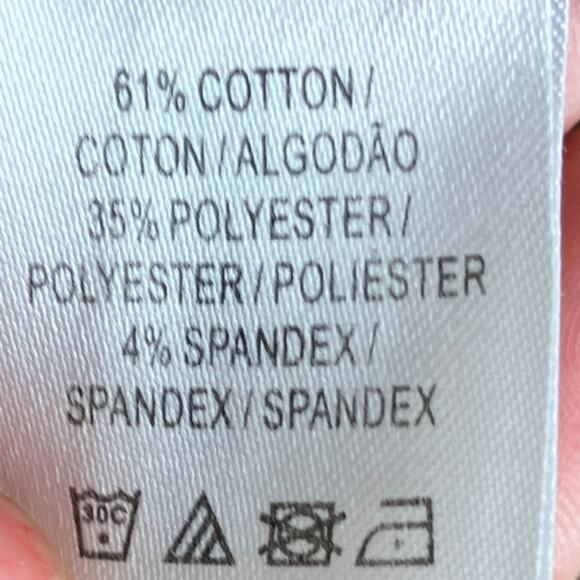 61% COTTON /
COTON / ALGODÃO
35% POLYESTER /
POLYESTER / POLIÉSTER
4% SPANDEX /
SPANDEX / SPANDEX
30C